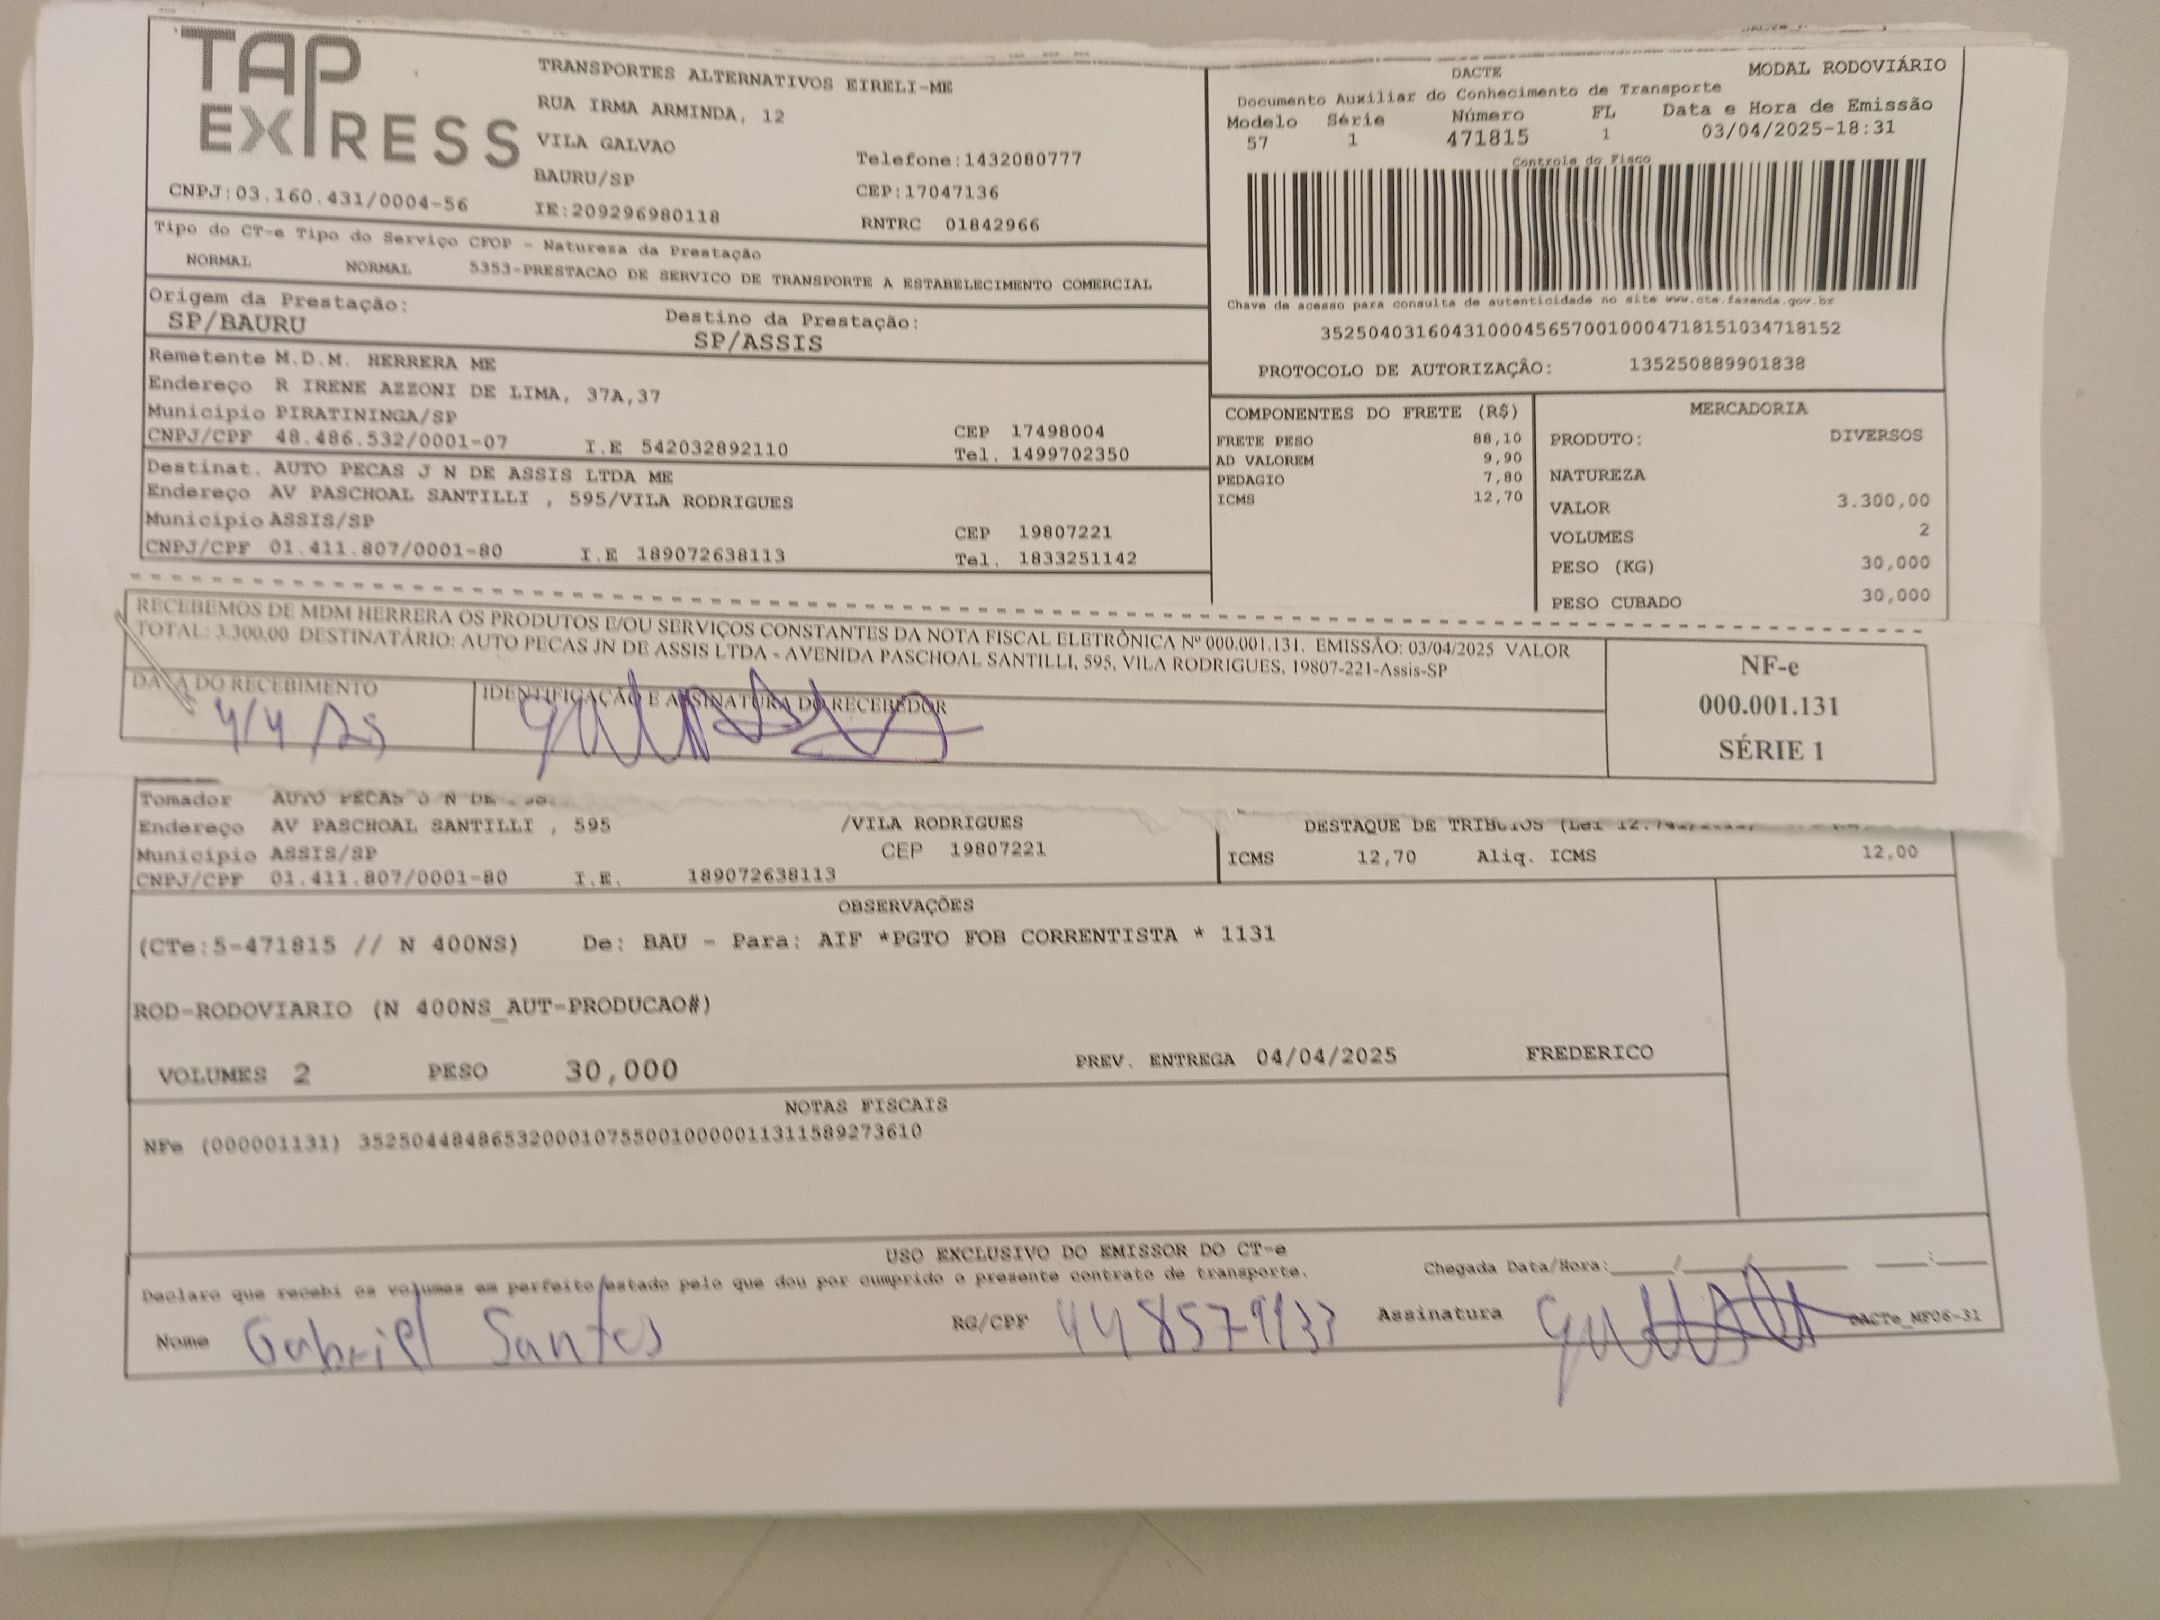 TAP
EXPRESS
CNPJ:03.160.431/0004-56
TRANSPORTES ALTERNATIVOS EIRELI-ME
RUA IRMA ARMINDA, 12
VILA GALVAO
BAURU/SP
IE:209296980118
Telefone:1432080777
CEP:17047136
RNTRC 01842966
DACTE
MODAL RODOVIÁRIO
Documento Auxiliar do Conhecimento de Transporte
Modelo Série Número FL Data e Hora de Emissão
57 1 471815 1 03/04/2025-18:31
Controle do Fisco
Chave de acesso para consulta de autenticidade no site www.cte.fazenda.gov.br
35250403160431000456570010004718151034718152
PROTOCOLO DE AUTORIZAÇÂO: 135250889901838
Tipo do CT-e Tipo do Serviço CFOP - Natureza da Prestação
NORMAL NORMAL 5353-PRESTACAO DE SERVICO DE TRANSPORTE A ESTABELECIMENTO COMERCIAL
Origem da Prestação: Destino da Prestação:
SP/BAURU SP/ASSIS
Remetente M.D.M. HERRERA ME
Endereço R IRENE AZZONI DE LIMA, 37A,37
Município PIRATININGA/SP CEP 17498004
CNPJ/CPF 48.486.532/0001-07 I.E 542032892110 Tel. 1499702350
Destinat. AUTO PECAS J N DE ASSIS LTDA ME
Endereço AV PASCHOAL SANTILLI , 595/VILA RODRIGUES
Município ASSIS/SP CEP 19807221
CNPJ/CPF 01.411.807/0001-80 I.E 189072638113 Tel. 1833251142
COMPONENTES DO FRETE (R$)
FRETE PESO 88,10
AD VALOREM 9,90
PEDAGIO 7,80
ICMS 12,70
MERCADORIA
PRODUTO: DIVERSOS
NATUREZA
VALOR 3.300,00
VOLUMES 2
PESO (KG) 30,000
PESO CUBADO 30,000
RECEBEMOS DE MDM HERRERA OS PRODUTOS E/OU SERVIÇOS CONSTANTES DA NOTA FISCAL ELETRÔNICA Nº 000.001.131. EMISSÃO: 03/04/2025 VALOR
TOTAL: 3.300,00 DESTINATÁRIO: AUTO PECAS JN DE ASSIS LTDA - AVENIDA PASCHOAL SANTILLI, 595, VILA RODRIGUES, 19807-221-Assis-SP
DATA DO RECEBIMENTO IDENTIFICAÇÃO E ASSINATURA DO RECEBEDOR
4/4/25
NF-e
000.001.131
SÉRIE 1
Tomador AUTO PECAS J N DE
Endereço AV PASCHOAL SANTILLI , 595 /VILA RODRIGUES
Município ASSIS/SP CEP 19807221
CNPJ/CPF 01.411.807/0001-80 I.E. 189072638113
DESTAQUE DE TRIBUTOS (Lei
ICMS 12,70 Aliq. ICMS 12,00
OBSERVAÇÕES
(CTe:5-471815 // N 400NS) De: BAU - Para: AIF *PGTO FOB CORRENTISTA * 1131
ROD-RODOVIARIO (N 400NS_AUT-PRODUCAO#)
VOLUMES 2 PESO 30,000 PREV. ENTREGA 04/04/2025 FREDERICO
NOTAS FISCAIS
NFe (000001131) 35250448486532000107550010000011311589273610
USO EXCLUSIVO DO EMISSOR DO CT-e
Declaro que recebi os volumes em perfeito estado pelo que dou por cumprido o presente contrato de transporte. Chegada Data/Hora:____/____/____ ___:___
Nome Gabriel Santos RG/CPF Assinatura DACTe_MF06-31